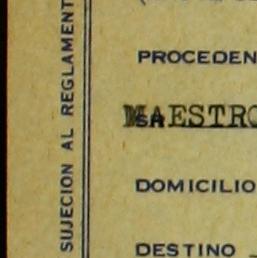 SUJECION AL REGLAMENT
PROCEDEN
MAESTRO
DOMICILIO
DESTINO